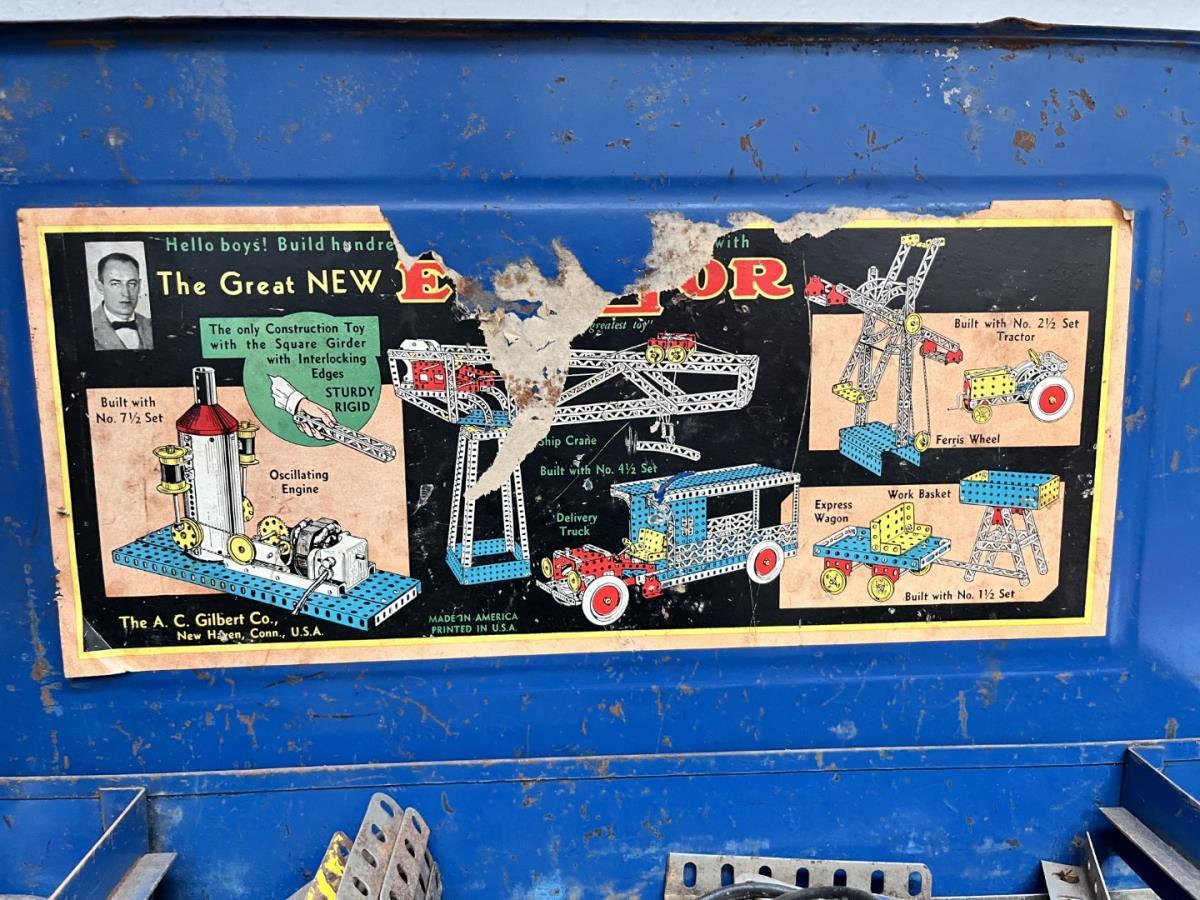 Hello boys! Build hundre
with
The Great NEW E OR
greatest toy"
The only Construction Toy
with the Square Girder
with Interlocking
Edges
STURDY
RIGID
Built with
No. 7½ Set
Oscillating
Engine
Ship Crane
Built with No. 4½ Set
Delivery
Truck
Built with No. 2½ Set
Tractor
Ferris Wheel
Work Basket
Express
Wagon
Built with No. 1½ Set
The A. C. Gilbert Co.,
New Haven, Conn., U.S.A.
MADE IN AMERICA
PRINTED IN U.S.A.